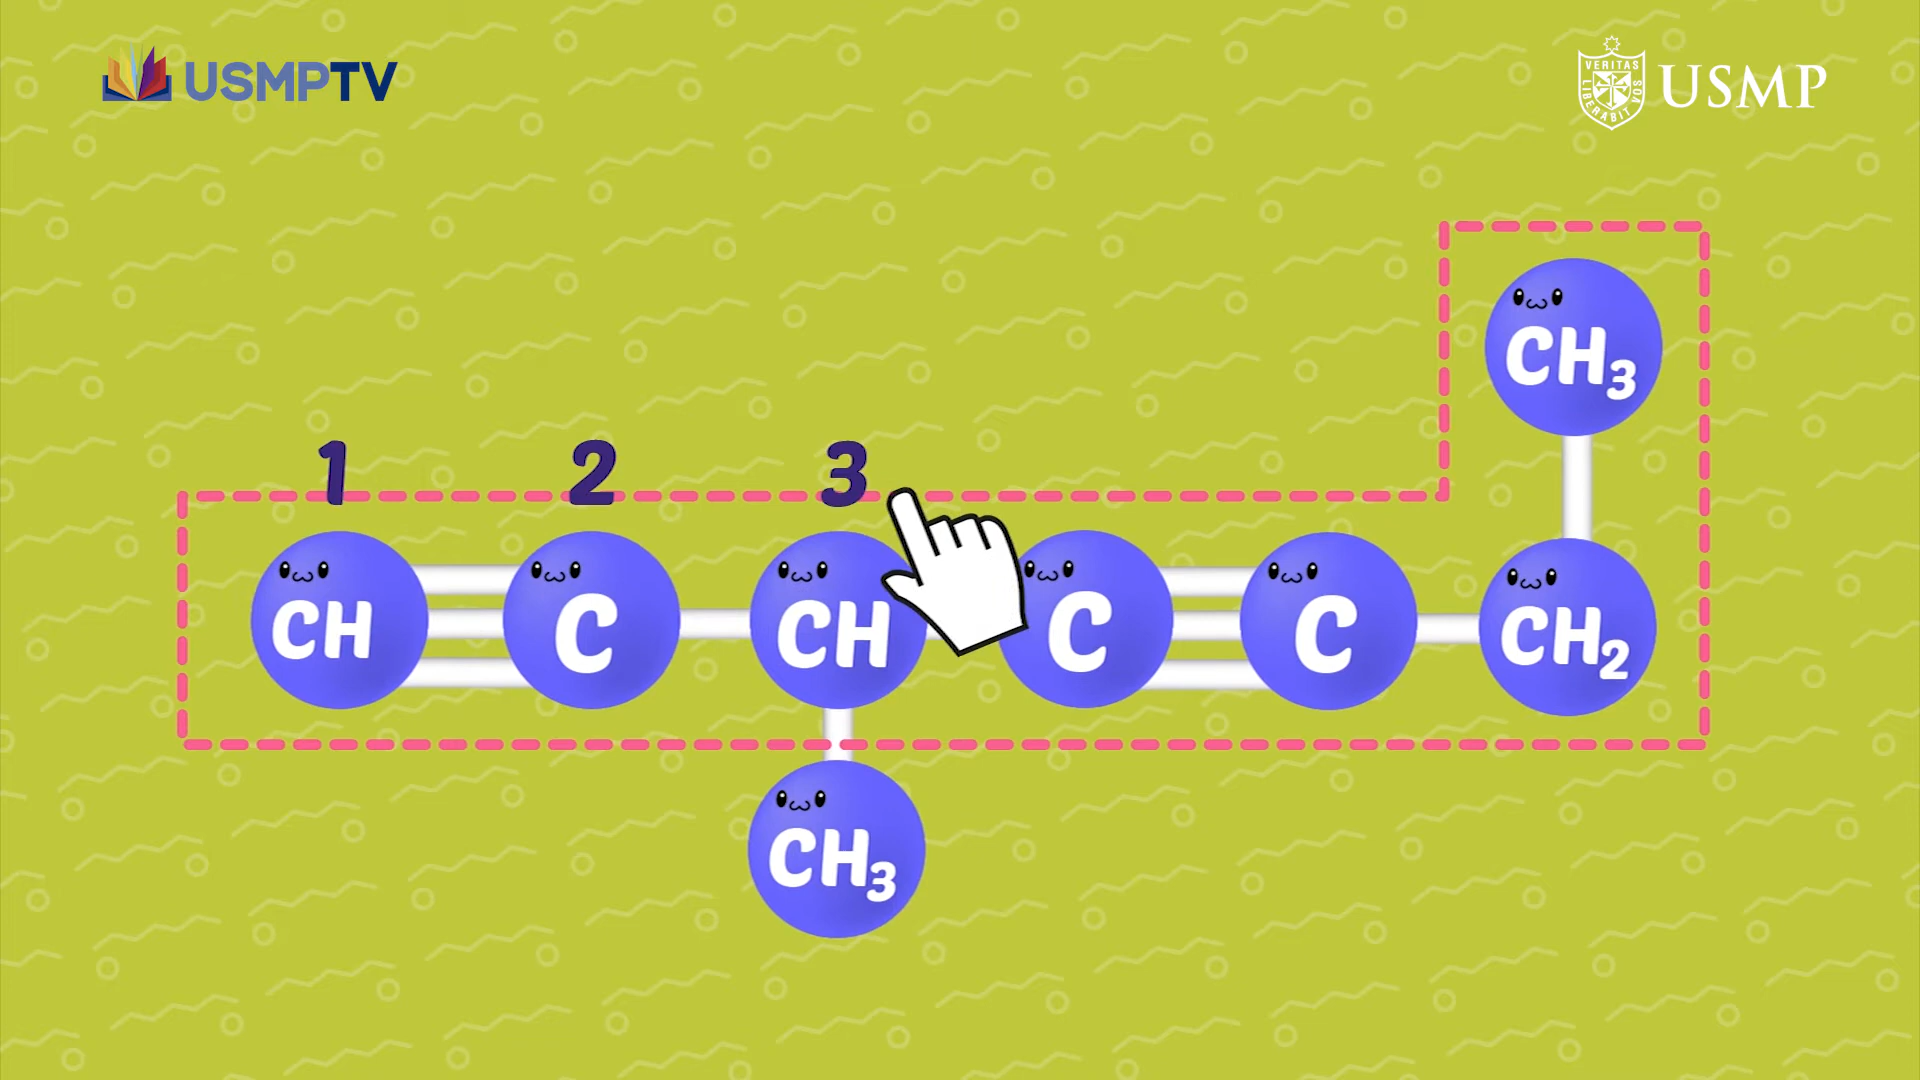 USMPTV
VERITAS
LIBERABIT VOS
USMP
CH₃
1 2 3
CH C CH C C CH₂
CH₃